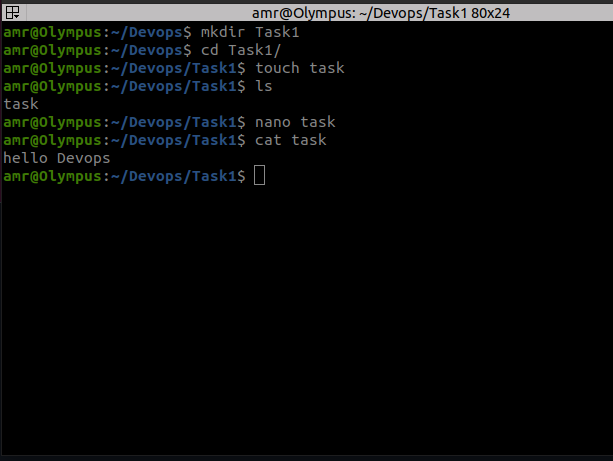 amr@Olympus: ~/Devops/Task1 80x24
amr@Olympus:~/Devops$ mkdir Task1
amr@Olympus:~/Devops$ cd Task1/
amr@Olympus:~/Devops/Task1$ touch task
amr@Olympus:~/Devops/Task1$ ls
task
amr@Olympus:~/Devops/Task1$ nano task
amr@Olympus:~/Devops/Task1$ cat task
hello Devops
amr@Olympus:~/Devops/Task1$